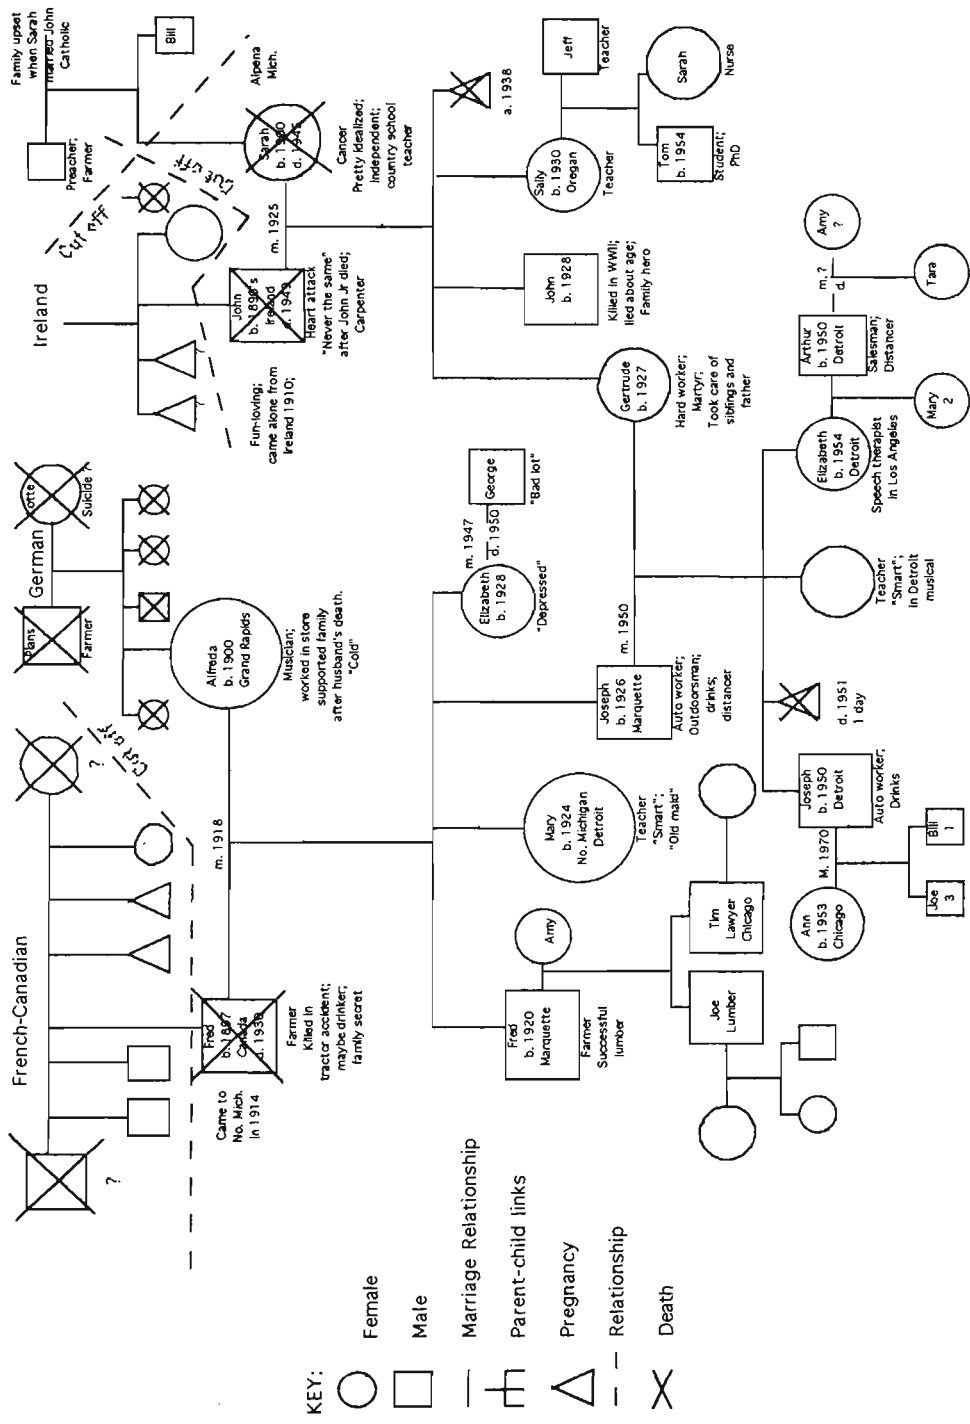 French-Canadian
?
Cut off
Came to
No. Mich.
in 1914
Fred
b. 1897
Canada
d. 1930
Farmer
Killed in
tractor accident;
maybe drinker;
family secret
m. 1918
German
Hans
Farmer
Lotte
Suicide ?
Alfreda
b. 1900
Grand Rapids
Musician;
worked in store
supported family
after husband's death.
"Cold"
Ireland
?
?
Fun-loving;
came alone from
Ireland 1910;
John
b. 1890's
Ireland
d. 1949
Heart attack
"Never the same"
after John Jr died;
Carpenter
m. 1925
Cut off
Cut off
Preacher;
Farmer
Family upset
when Sarah
married John
Catholic
Bill
Alpena
Mich.
Sarah
b. 1900
d. 1945
Cancer
Pretty idealized;
Independent;
country school
teacher
Fred
b. 1920
Marquette
Farmer
Successful
lumber
Amy
Mary
b. 1924
No. Michigan
Detroit
Teacher
"Smart";
"Old maid"
Joseph
b. 1926
Marquette
Auto worker;
Outdoorsman;
drinks;
distancer
m. 1950
Elizabeth
b. 1928
"Depressed"
m. 1947
d. 1950
George
"Bad lot"
Gertrude
b. 1927
Hard worker;
Martyr;
Took care of
siblings and
father
John
b. 1928
Killed in WWII;
lied about age;
Family hero
Sally
b. 1930
Oregan
Teacher
Jeff
Teacher
a. 1938
Tom
b. 1954
Student;
PhD
Sarah
Nurse
Joe
Lumber
Tim
Lawyer
Chicago
Ann
b. 1953
Chicago
M. 1970
Joseph
b. 1950
Detroit
Auto worker;
Drinks
Joe
3
Bill
1
d. 1951
1 day
Teacher
"Smart";
in Detroit
musical
Elizabeth
b. 1954
Detroit
Speech therapist
in Los Angeles
Arthur
b. 1950
Detroit
Salesman;
Distancer
Mary
2
m. ?
d.
Amy
?
Tara
KEY:
Female
Male
Marriage Relationship
Parent-child links
Pregnancy
Relationship
Death